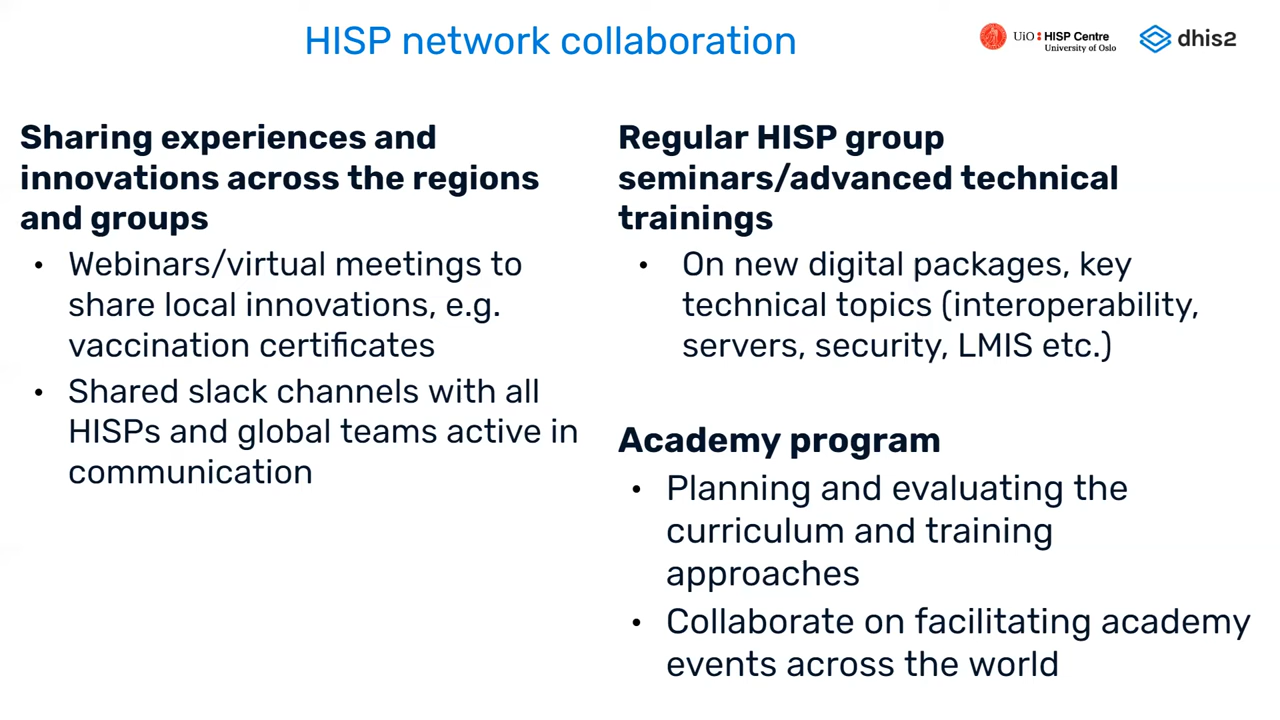 HISP network collaboration
UiO HISP Centre
University of Oslo
dhis2
Sharing experiences and
innovations across the regions
and groups
• Webinars/virtual meetings to
share local innovations, e.g.
vaccination certificates
• Shared slack channels with all
HISPs and global teams active in
communication
Regular HISP group
seminars/advanced technical
trainings
• On new digital packages, key
technical topics (interoperability,
servers, security, LMIS etc.)
Academy program
• Planning and evaluating the
curriculum and training
approaches
• Collaborate on facilitating academy
events across the world